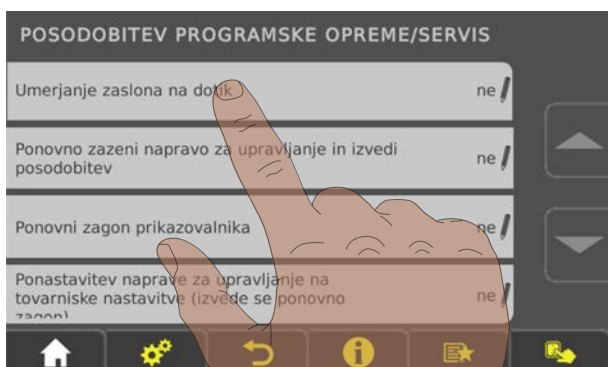 POSODOBITEV PROGRAMSKE OPREME/SERVIS
Umerjanje zaslona na dotik
ne
Ponovno zazeni napravo za upravljanje in izvedi
posodobitev
ne
Ponovni zagon prikazovalnika
ne
Ponastavitev naprave za upravljanje na
tovarniske nastavitve (izvede se ponovno
zagon)
ne